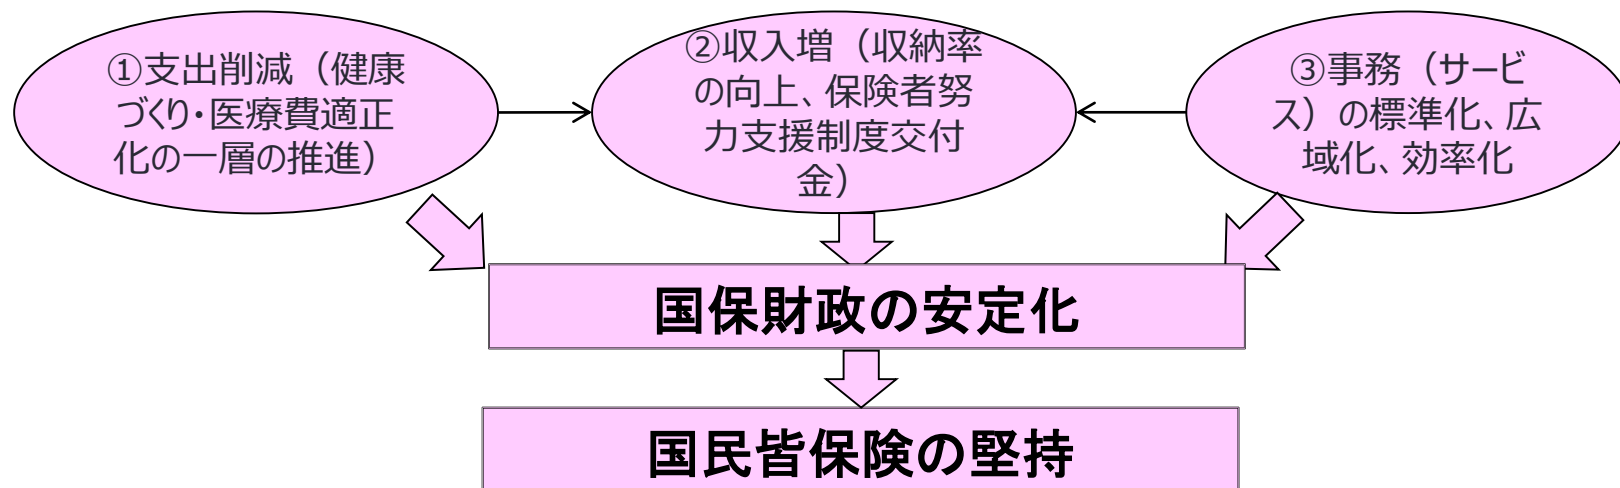 ①支出削減（健康
づくり・医療費適正
化の一層の推進）
②収入増（収納率
の向上、保険者努
力支援制度交付
金）
③事務（サービ
ス）の標準化、広
域化、効率化
国保財政の安定化
国民皆保険の堅持